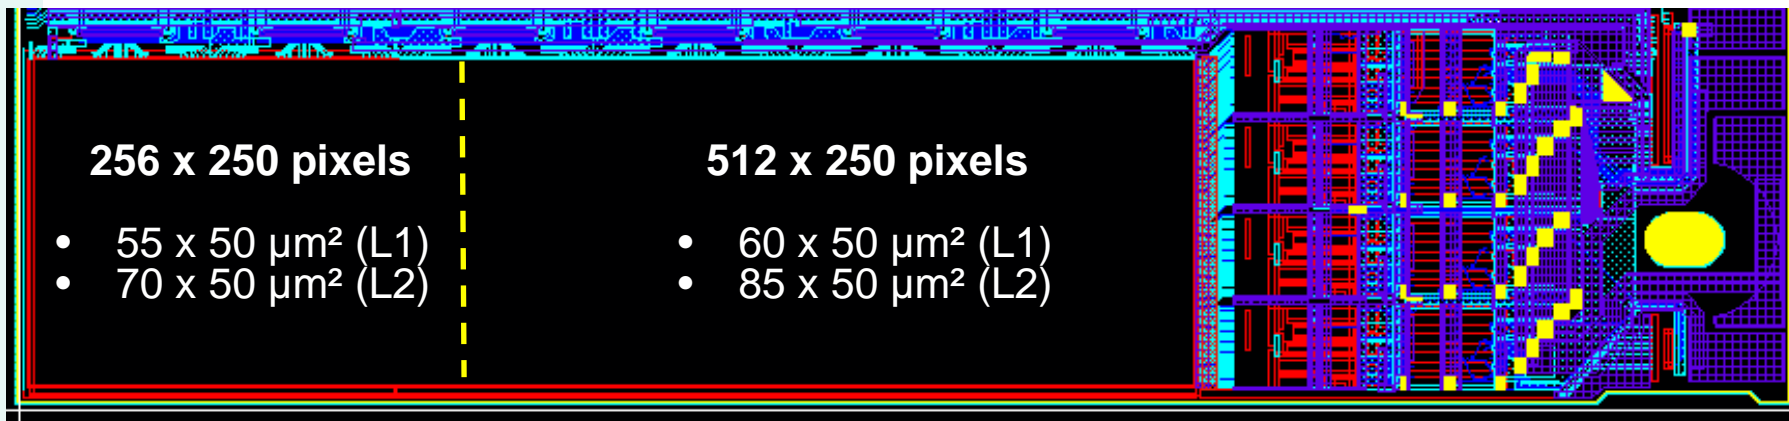 256 x 250 pixels
• 55 x 50 µm² (L1)
• 70 x 50 µm² (L2)
512 x 250 pixels
• 60 x 50 µm² (L1)
• 85 x 50 µm² (L2)